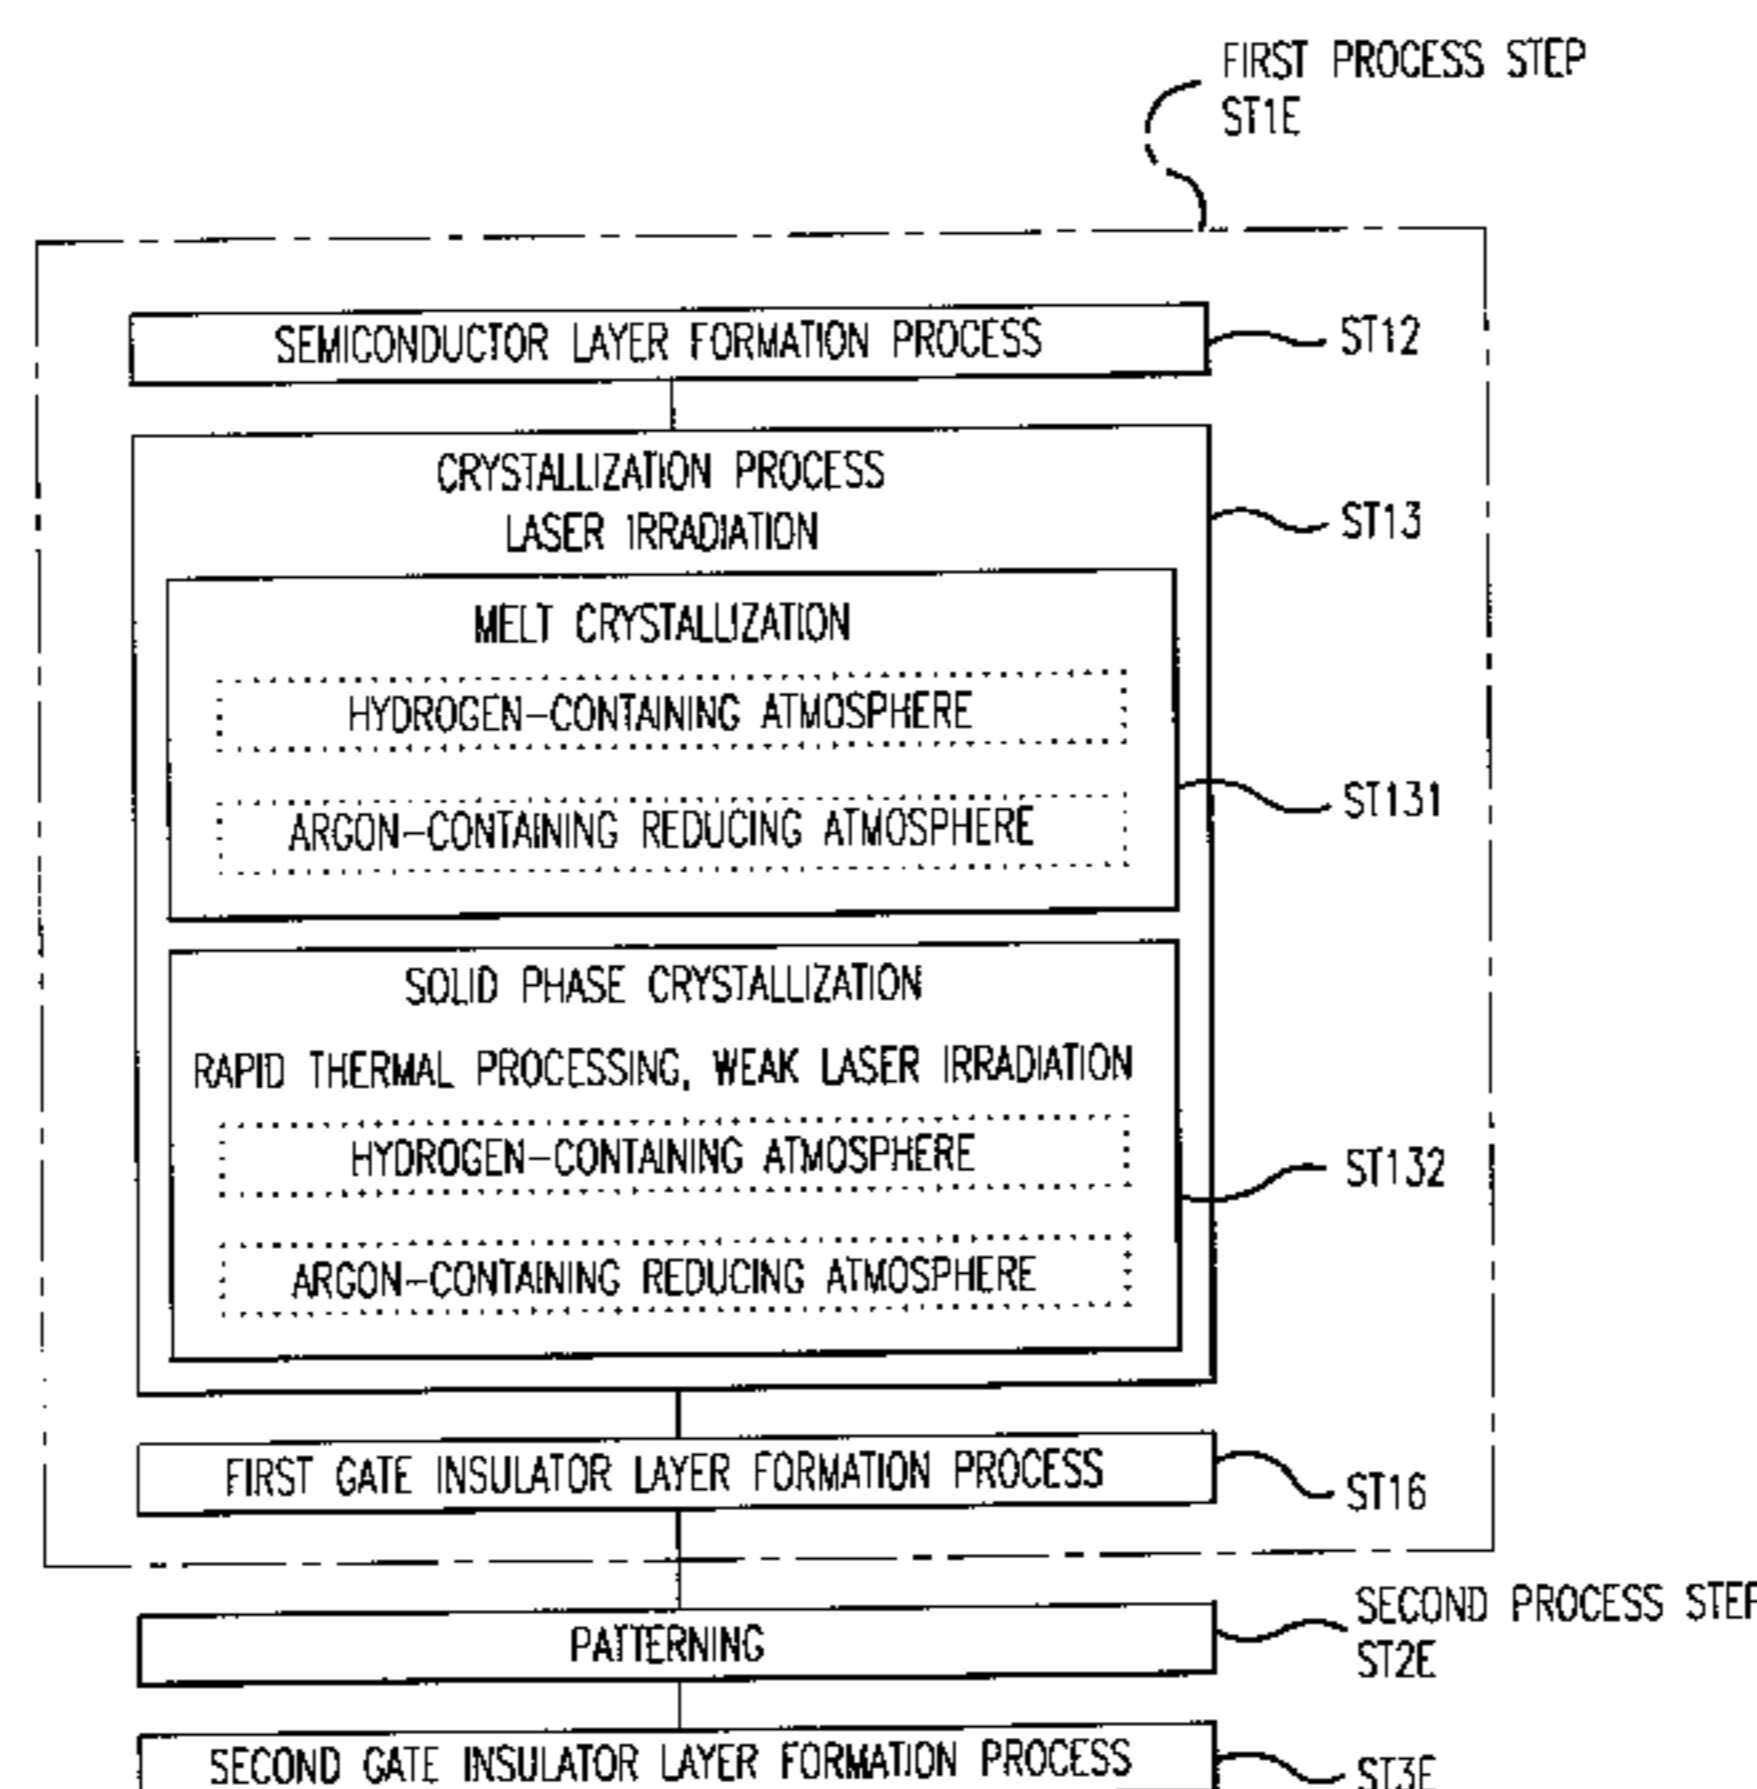 FIRST PROCESS STEP
ST1E
SEMICONDUCTOR LAYER FORMATION PROCESS
ST12
CRYSTALLIZATION PROCESS
LASER IRRADIATION
ST13
MELT CRYSTALLIZATION
HYDROGEN-CONTAINING ATMOSPHERE
ARGON-CONTAINING REDUCING ATMOSPHERE
ST131
SOLID PHASE CRYSTALLIZATION
RAPID THERMAL PROCESSING, WEAK LASER IRRADIATION
HYDROGEN-CONTAINING ATMOSPHERE
ST132
ARGON-CONTAINING REDUCING ATMOSPHERE
FIRST GATE INSULATOR LAYER FORMATION PROCESS
ST16
SECOND PROCESS STEP
ST2E
PATTERNING
SECOND GATE INSULATOR LAYER FORMATION PROCESS
ST3E